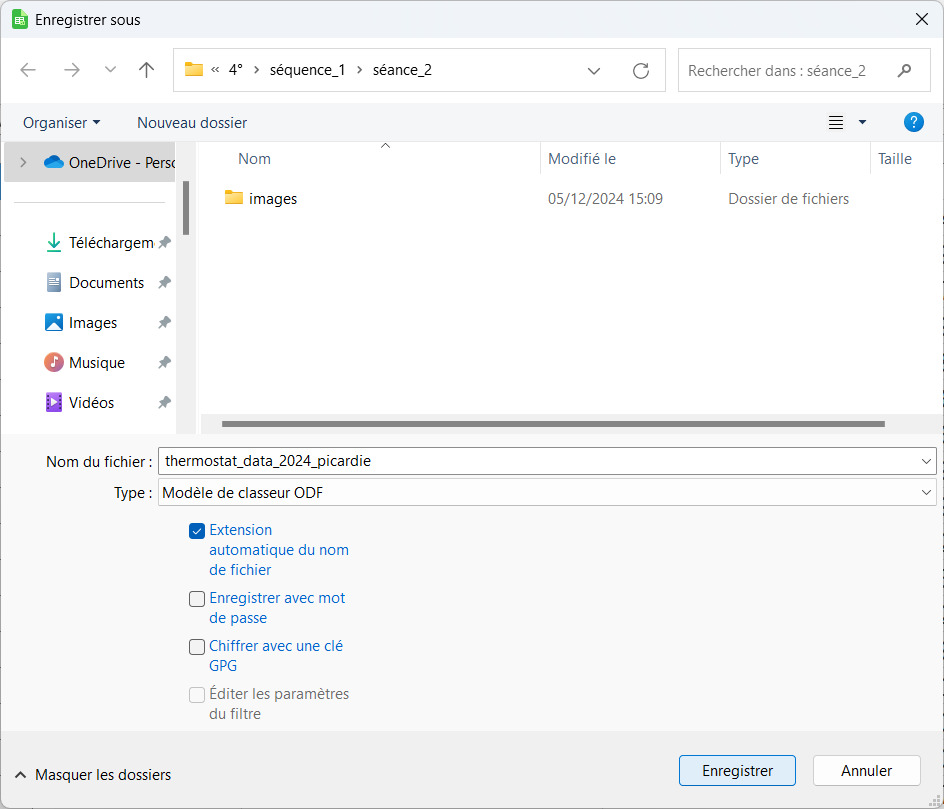 Enregistrer sous
« 4° > séquence_1 > séance_2
Rechercher dans : séance_2
Organiser
Nouveau dossier
?
OneDrive - Perso
Nom
Modifié le
Type
Taille
images
05/12/2024 15:09
Dossier de fichiers
Téléchargem
Documents
Images
Musique
Vidéos
Nom du fichier :
thermostat_data_2024_picardie
Type :
Modèle de classeur ODF
Extension
automatique du nom
de fichier
Enregistrer avec mot
de passe
Chiffrer avec une clé
GPG
Éditer les paramètres
du filtre
Masquer les dossiers
Enregistrer
Annuler